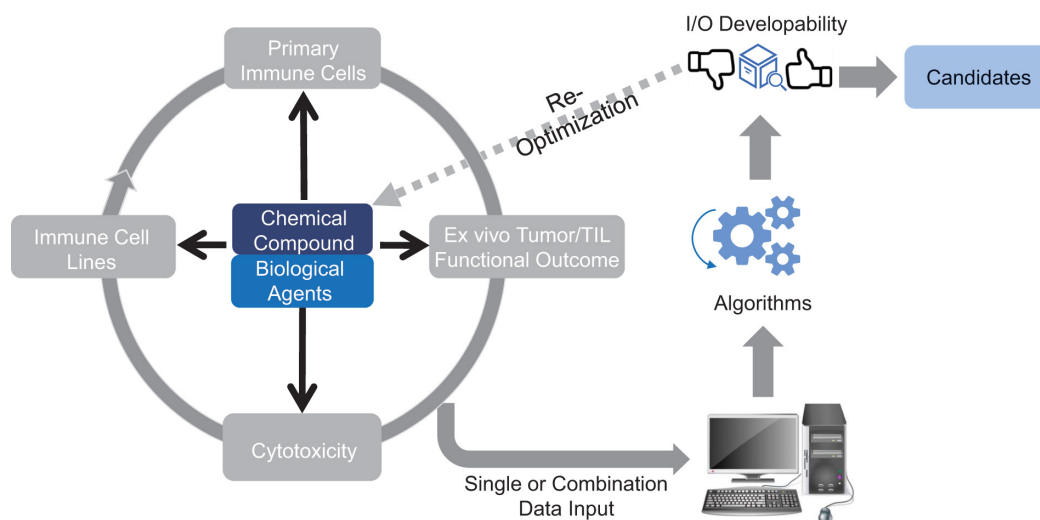 Primary
Immune Cells
I/O Developability
Candidates
Re-
Optimization
Immune Cell
Lines
Chemical
Compound
Biological
Agents
Ex vivo Tumor/TIL
Functional Outcome
Algorithms
Cytotoxicity
Single or Combination
Data Input